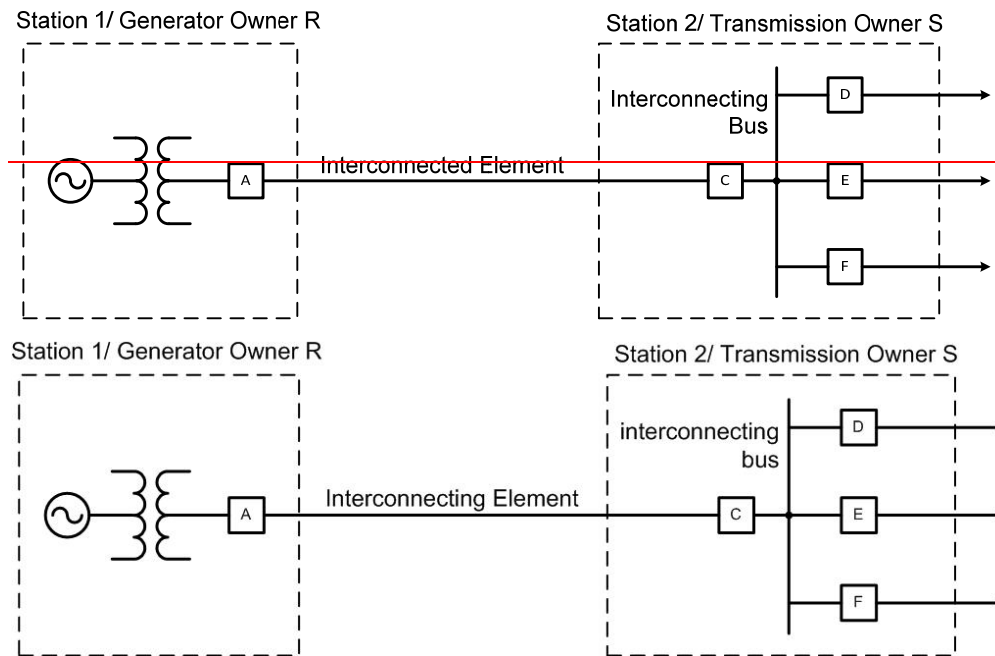 Station 1/ Generator Owner R
Station 2/ Transmission Owner S
Interconnecting
Bus
D
Interconnected Element
A
C
E
F
Station 1/ Generator Owner R
Station 2/ Transmission Owner S
interconnecting
bus
D
Interconnecting Element
A
C
E
F